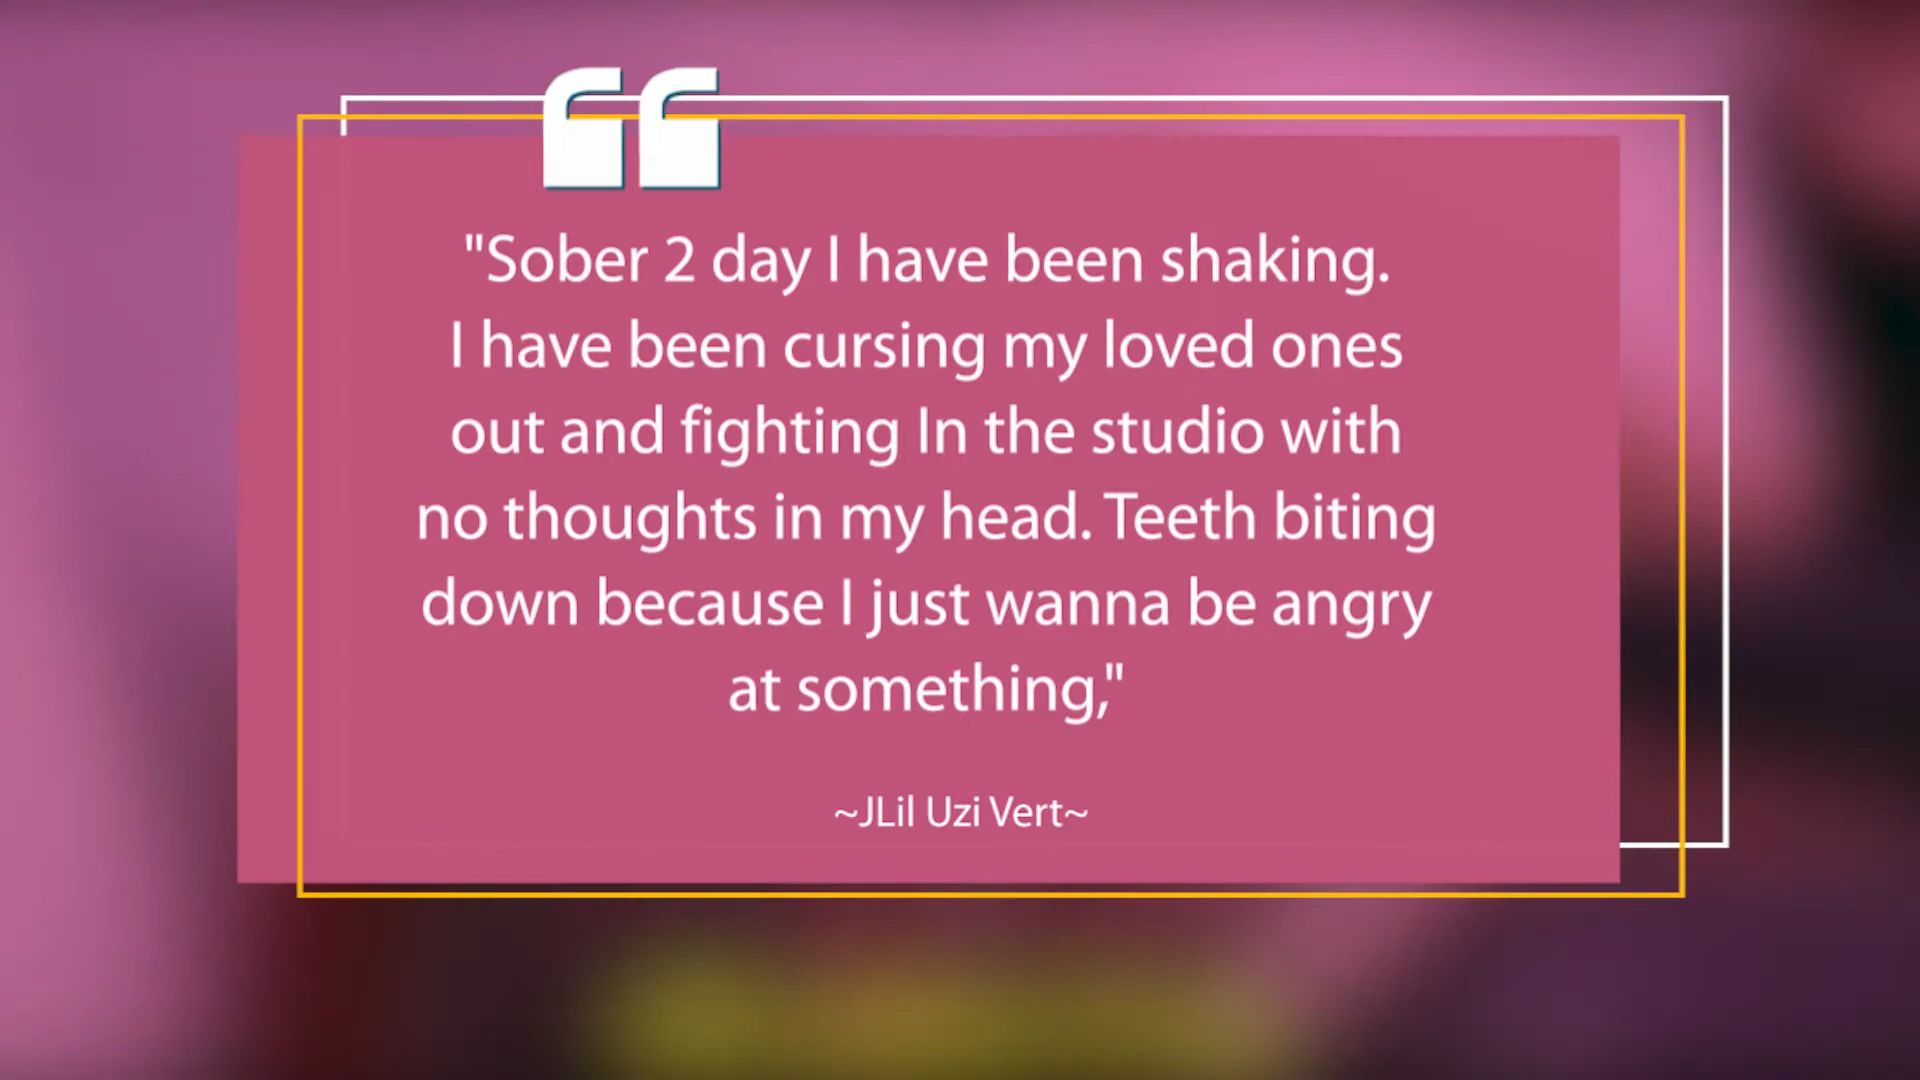 "Sober 2 day I have been shaking.
I have been cursing my loved ones
out and fighting In the studio with
no thoughts in my head. Teeth biting
down because I just wanna be angry
at something,"
~JLil Uzi Vert~